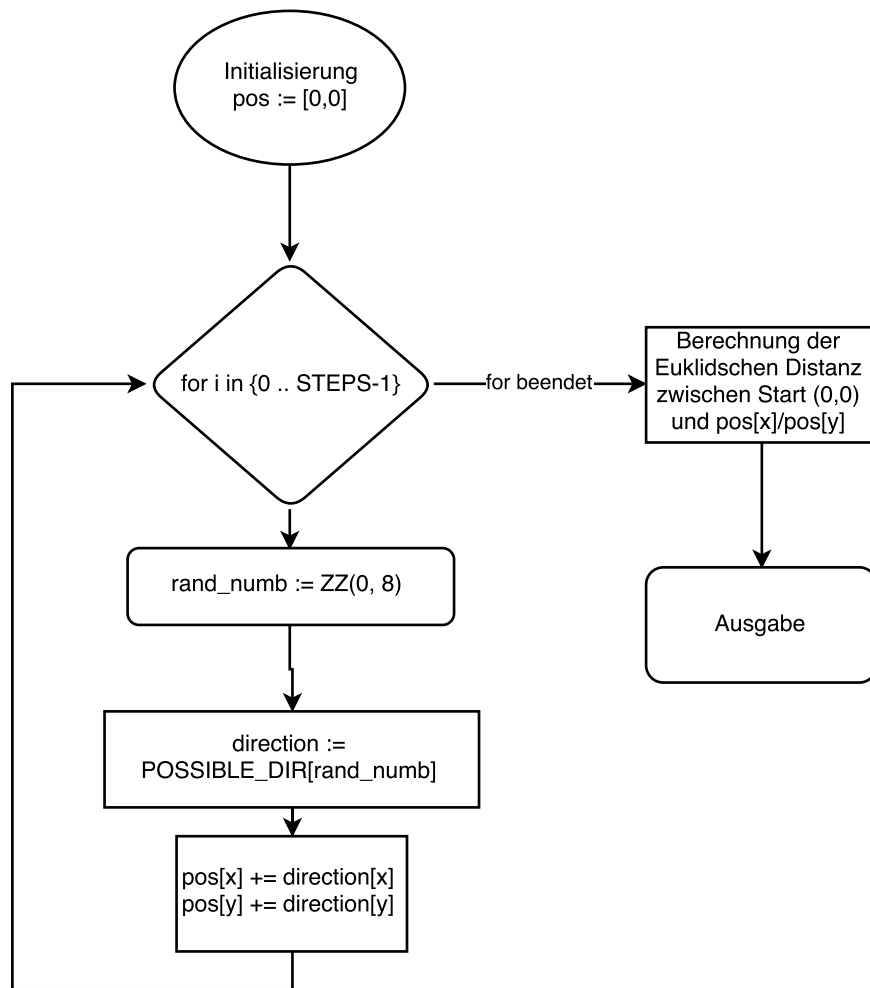 Initialisierung
pos := [0,0]
for i in {0 .. STEPS-1}
for beendet
Berechnung der
Euklidschen Distanz
zwischen Start (0,0)
und pos[x]/pos[y]
rand_numb := ZZ(0, 8)
Ausgabe
direction :=
POSSIBLE_DIR[rand_numb]
pos[x] += direction[x]
pos[y] += direction[y]